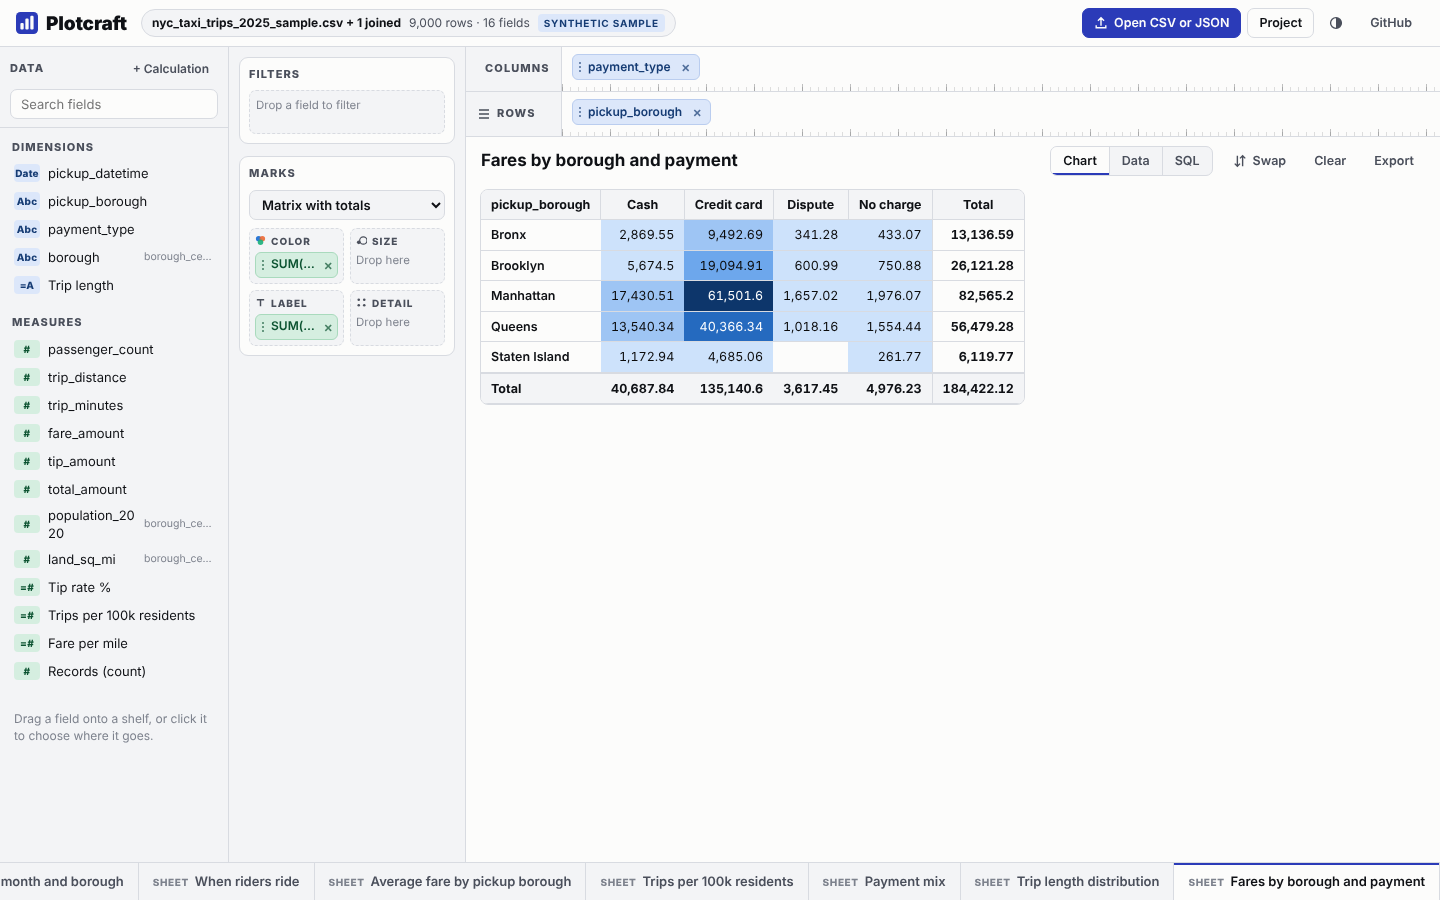 Plotcraft
nyc_taxi_trips_2025_sample.csv + 1 joined 9,000 rows · 16 fields SYNTHETIC SAMPLE
Open CSV or JSON
Project
GitHub
DATA
+ Calculation
Search fields
DIMENSIONS
Date pickup_datetime
Abc pickup_borough
Abc payment_type
Abc borough borough_ce...
=A Trip length
MEASURES
# passenger_count
# trip_distance
# trip_minutes
# fare_amount
# tip_amount
# total_amount
# population_20
20 borough_ce...
# land_sq_mi borough_ce...
=# Tip rate %
=# Trips per 100k residents
=# Fare per mile
# Records (count)
Drag a field onto a shelf, or click it
to choose where it goes.
FILTERS
Drop a field to filter
MARKS
Matrix with totals
COLOR
SUM(... ×
SIZE
Drop here
LABEL
SUM(... ×
DETAIL
Drop here
COLUMNS payment_type ×
ROWS pickup_borough ×
Fares by borough and payment
Chart Data SQL Swap Clear Export
pickup_borough Cash Credit card Dispute No charge Total
Bronx 2,869.55 9,492.69 341.28 433.07 13,136.59
Brooklyn 5,674.5 19,094.91 600.99 750.88 26,121.28
Manhattan 17,430.51 61,501.6 1,657.02 1,976.07 82,565.2
Queens 13,540.34 40,366.34 1,018.16 1,554.44 56,479.28
Staten Island 1,172.94 4,685.06 261.77 6,119.77
Total 40,687.84 135,140.6 3,617.45 4,976.23 184,422.12
month and borough
SHEET When riders ride
SHEET Average fare by pickup borough
SHEET Trips per 100k residents
SHEET Payment mix
SHEET Trip length distribution
SHEET Fares by borough and payment